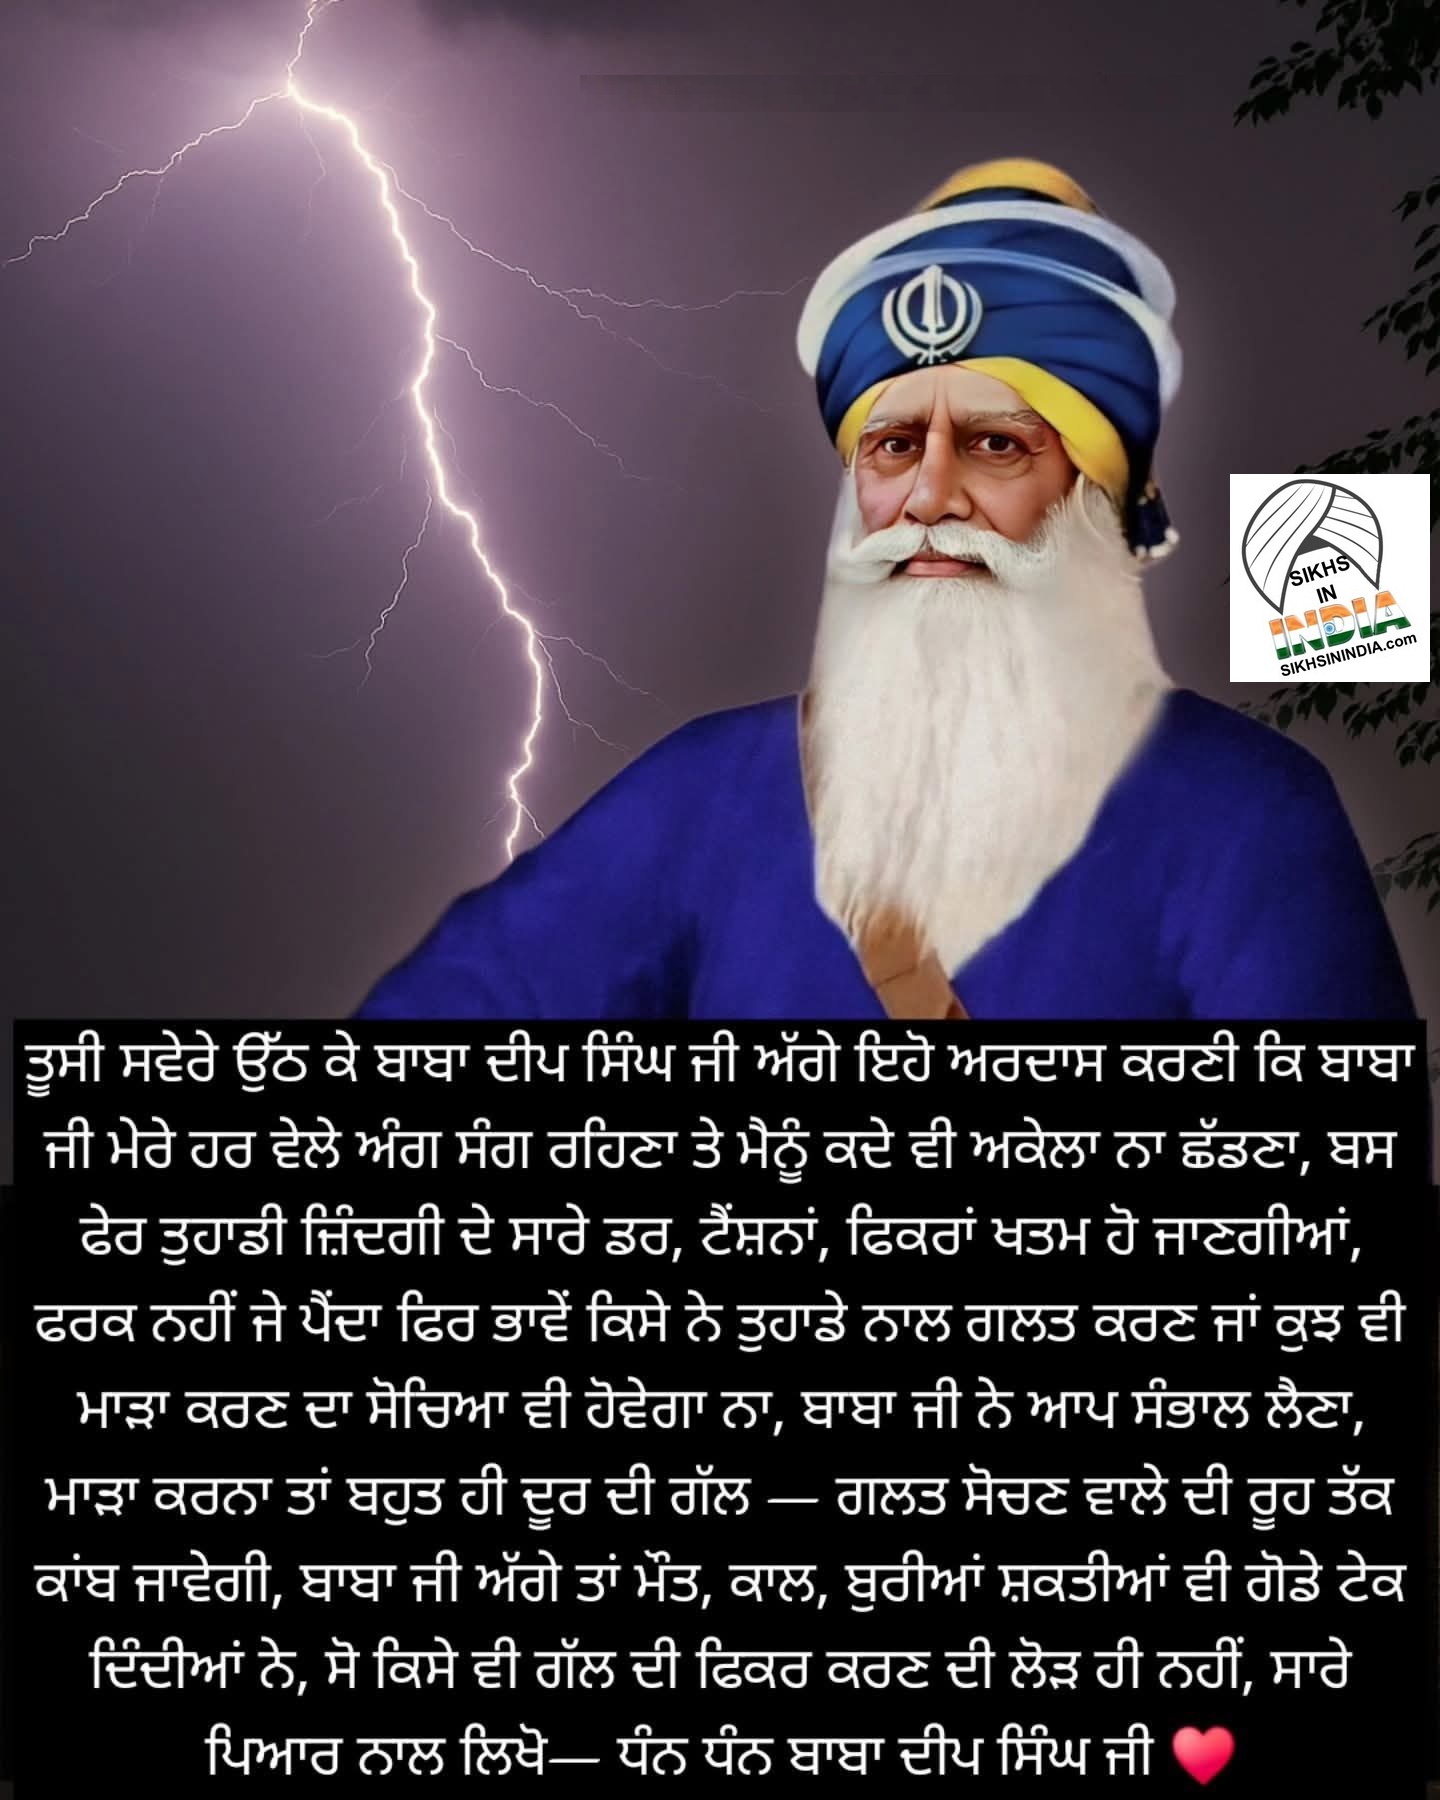 SIKHS
IN
INDIA
SIKHSININDIA.com
ਤੂਸੀ ਸਵੇਰੇ ਉੱਠ ਕੇ ਬਾਬਾ ਦੀਪ ਸਿੰਘ ਜੀ ਅੱਗੇ ਇਹੋ ਅਰਦਾਸ ਕਰਣੀ ਕਿ ਬਾਬਾ
ਜੀ ਮੇਰੇ ਹਰ ਵੇਲੇ ਅੰਗ ਸੰਗ ਰਹਿਣਾ ਤੇ ਮੈਨੂੰ ਕਦੇ ਵੀ ਅਕੇਲਾ ਨਾ ਛੱਡਣਾ, ਬਸ
ਫੇਰ ਤੁਹਾਡੀ ਜ਼ਿੰਦਗੀ ਦੇ ਸਾਰੇ ਡਰ, ਟੈਂਸ਼ਨਾਂ, ਫਿਕਰਾਂ ਖਤਮ ਹੋ ਜਾਣਗੀਆਂ,
ਫਰਕ ਨਹੀਂ ਜੇ ਪੈਂਦਾ ਫਿਰ ਭਾਵੇਂ ਕਿਸੇ ਨੇ ਤੁਹਾਡੇ ਨਾਲ ਗਲਤ ਕਰਣ ਜਾਂ ਕੁਝ ਵੀ
ਮਾੜਾ ਕਰਣ ਦਾ ਸੋਚਿਆ ਵੀ ਹੋਵੇਗਾ ਨਾ, ਬਾਬਾ ਜੀ ਨੇ ਆਪ ਸੰਭਾਲ ਲੈਣਾ,
ਮਾੜਾ ਕਰਨਾ ਤਾਂ ਬਹੁਤ ਹੀ ਦੂਰ ਦੀ ਗੱਲ — ਗਲਤ ਸੋਚਣ ਵਾਲੇ ਦੀ ਰੂਹ ਤੱਕ
ਕਾਂਬ ਜਾਵੇਗੀ, ਬਾਬਾ ਜੀ ਅੱਗੇ ਤਾਂ ਮੌਤ, ਕਾਲ, ਬੁਰੀਆਂ ਸ਼ਕਤੀਆਂ ਵੀ ਗੋਡੇ ਟੇਕ
ਦਿੰਦੀਆਂ ਨੇ, ਸੋ ਕਿਸੇ ਵੀ ਗੱਲ ਦੀ ਫਿਕਰ ਕਰਣ ਦੀ ਲੋੜ ਹੀ ਨਹੀਂ, ਸਾਰੇ
ਪਿਆਰ ਨਾਲ ਲਿਖੋ— ਧੰਨ ਧੰਨ ਬਾਬਾ ਦੀਪ ਸਿੰਘ ਜੀ ♥